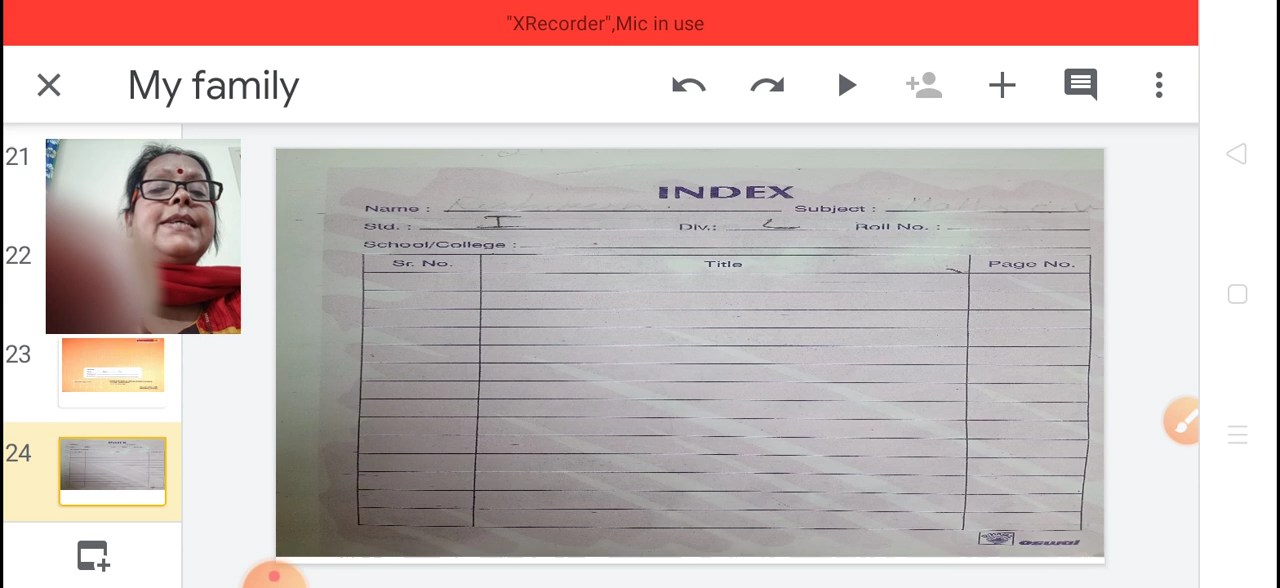 "XRecorder",Mic in use
My family
21
22
23
24
INDEX
Name :
Subject :
Std. : I
Div.:
Roll No. :
School/College :
Sr. No. Title Page No.
Oswal